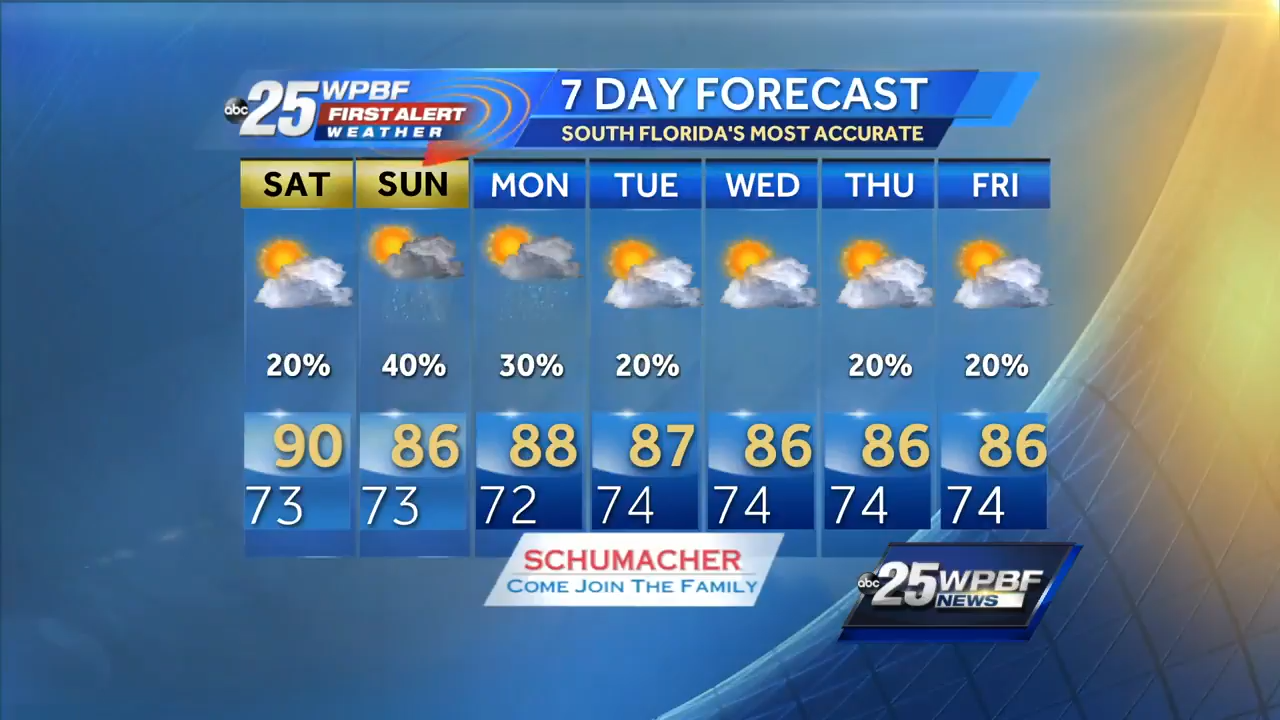 abc 25 WPBF
FIRST ALERT
WEATHER
7 DAY FORECAST
SOUTH FLORIDA'S MOST ACCURATE
SAT SUN MON TUE WED THU FRI
20% 40% 30% 20% 20% 20%
90 86 88 87 86 86 86
73 73 72 74 74 74 74
SCHUMACHER
COME JOIN THE FAMILY
abc 25 WPBF
NEWS